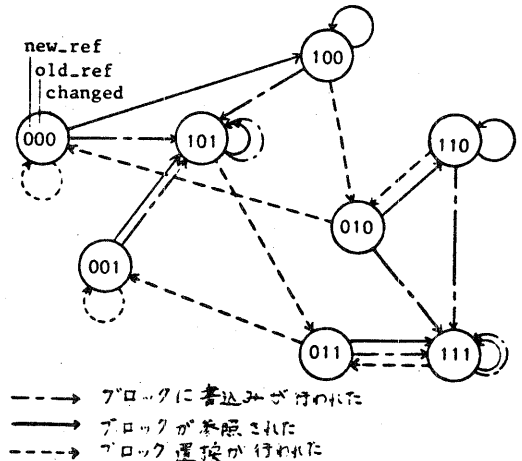 new_ref
old_ref
changed
000
100
101
110
010
001
011
111
ブロックに書込みが行われた
ブロックが参照された
ブロック置換が行われた